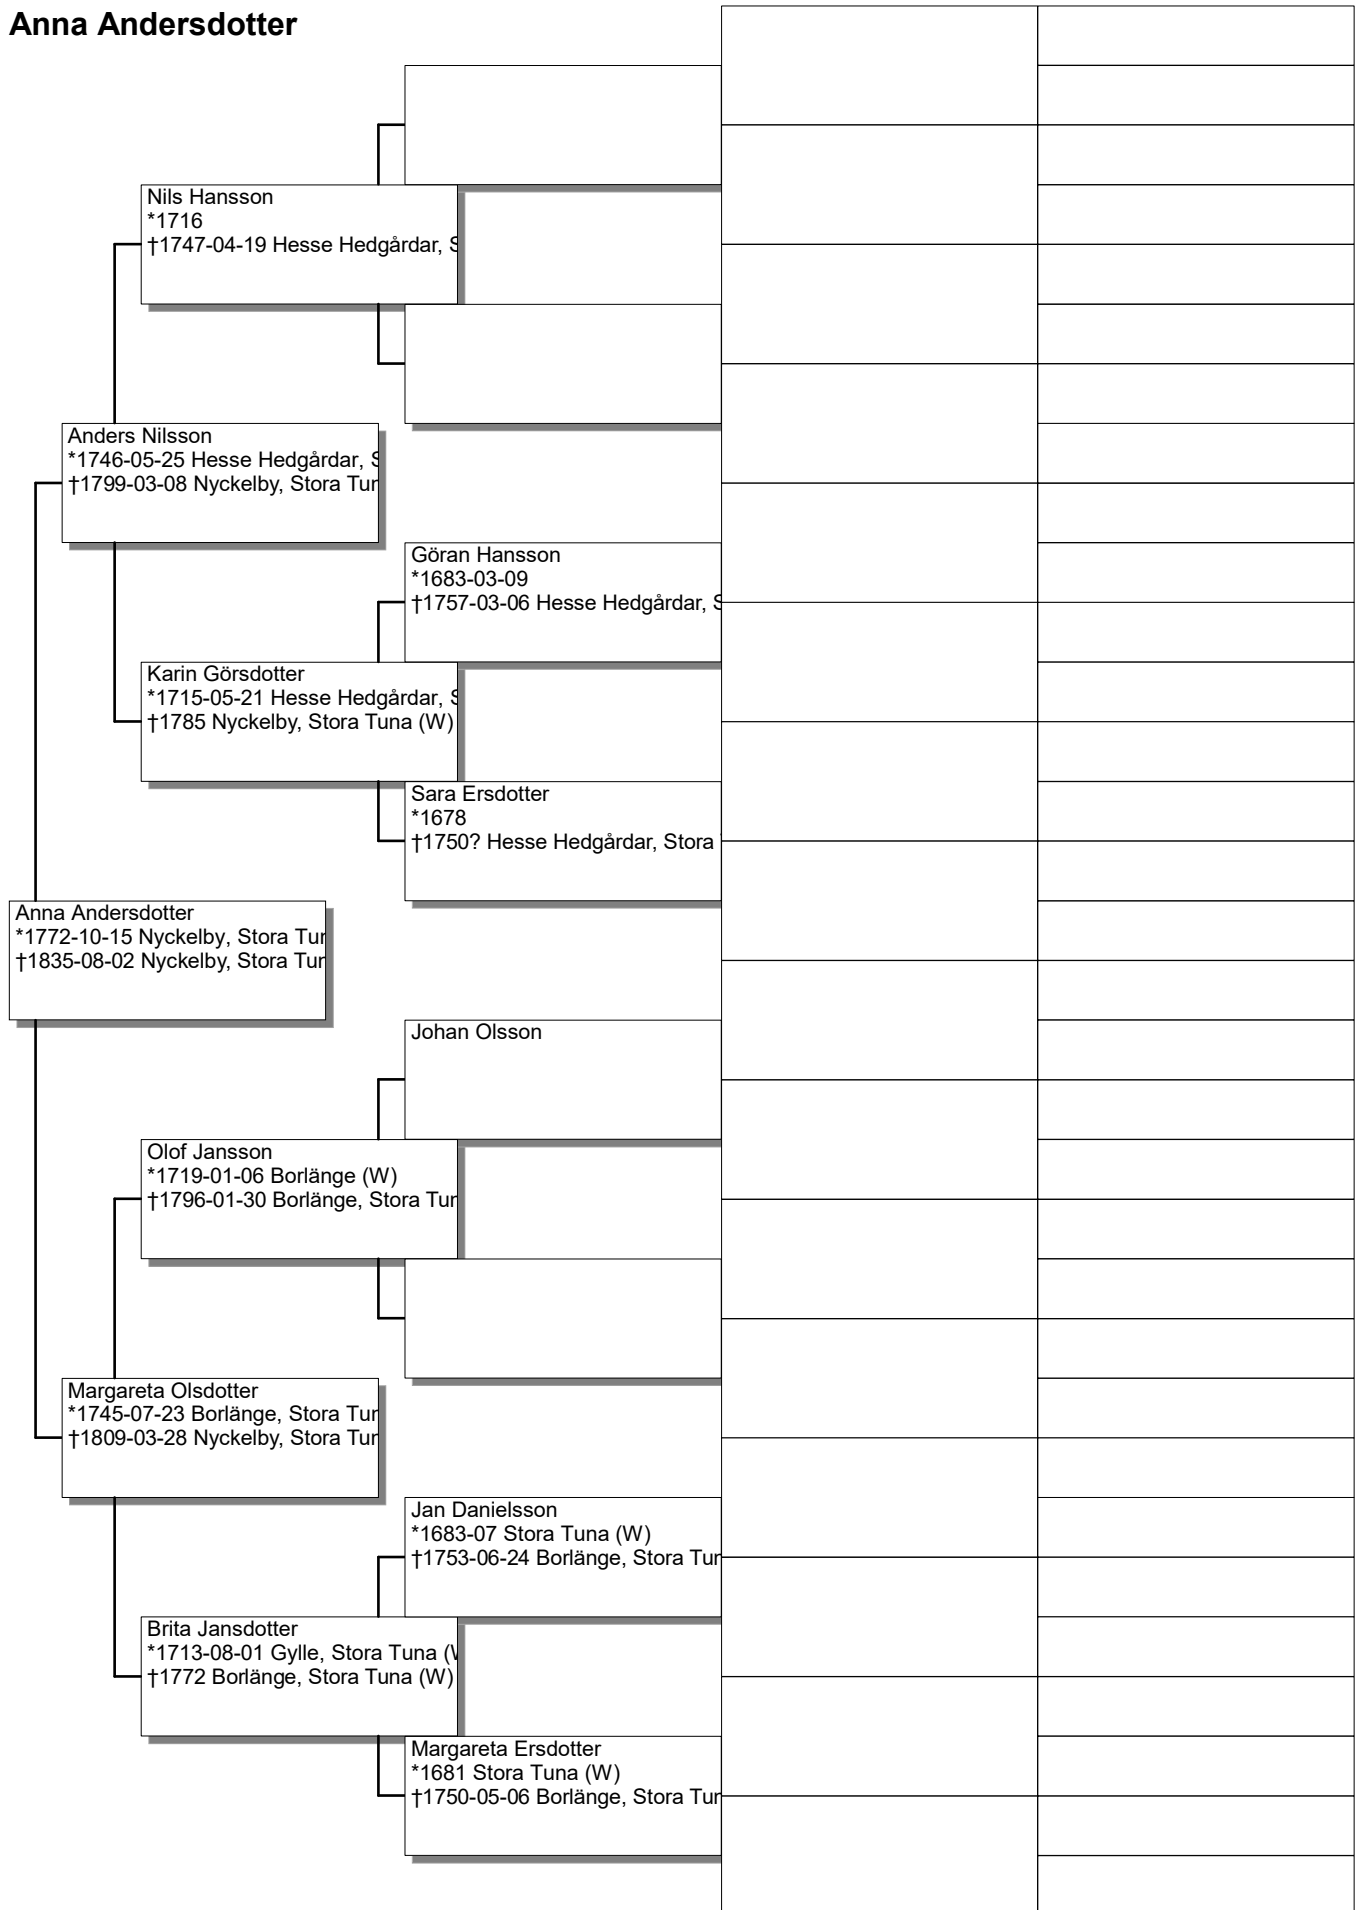 Anna Andersdotter
Nils Hansson
*1716
†1747-04-19 Hesse Hedgårdar,
Anders Nilsson
*1746-05-25 Hesse Hedgårdar,
†1799-03-08 Nyckelby, Stora
Göran Hansson
*1683-03-09
†1757-03-06 Hesse Hedgårdar,
Karin Görsdotter
*1715-05-21 Hesse Hedgårdar,
†1785 Nyckelby, Stora Tuna (W)
Sara Ersdotter
*1678
†1750? Hesse Hedgårdar, Stora
Anna Andersdotter
*1772-10-15 Nyckelby, Stora
†1835-08-02 Nyckelby, Stora
Johan Olsson
Olof Jansson
*1719-01-06 Borlänge (W)
†1796-01-30 Borlänge, Stora
Margareta Olsdotter
*1745-07-23 Borlänge, Stora
†1809-03-28 Nyckelby, Stora
Jan Danielsson
*1683-07 Stora Tuna (W)
†1753-06-24 Borlänge, Stora
Brita Jansdotter
*1713-08-01 Gylle, Stora Tuna
†1772 Borlänge, Stora Tuna (W)
Margareta Ersdotter
*1681 Stora Tuna (W)
†1750-05-06 Borlänge, Stora